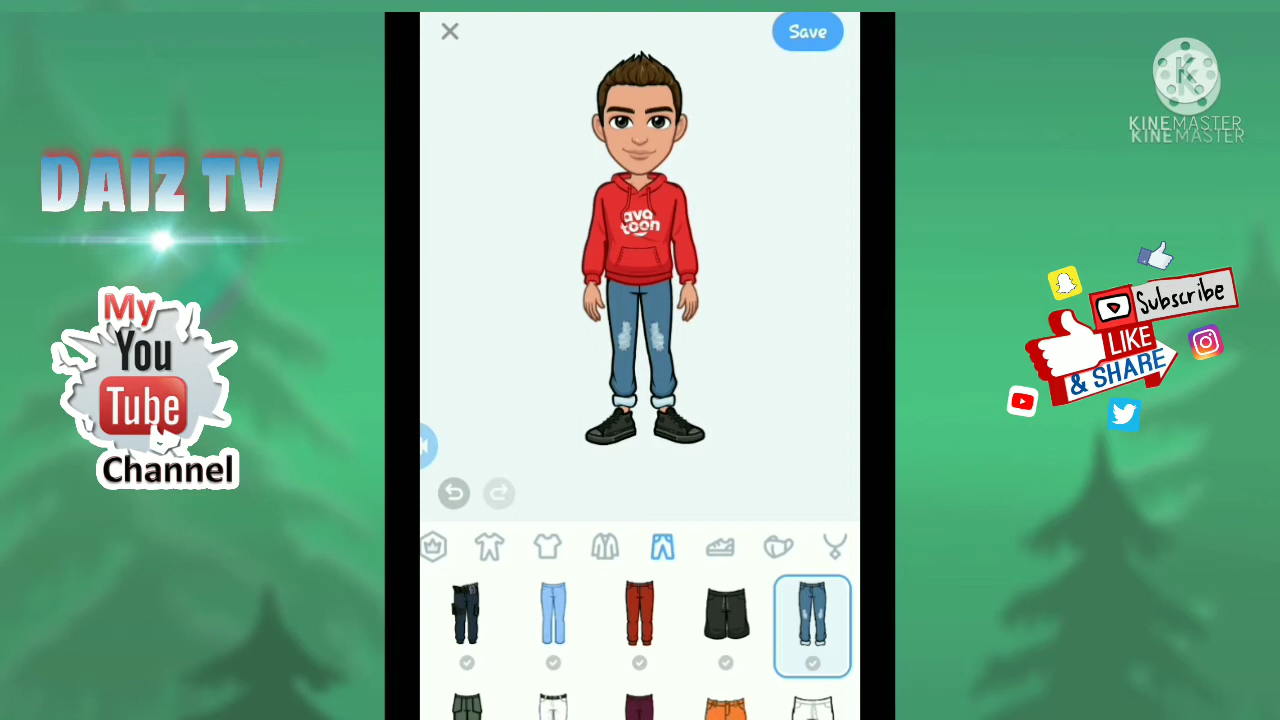 Save
KINEMASTER
KINEMASTER
DAIZ TV
My
You
Tube
Channel
ava
toon
Subscribe
LIKE
& SHARE